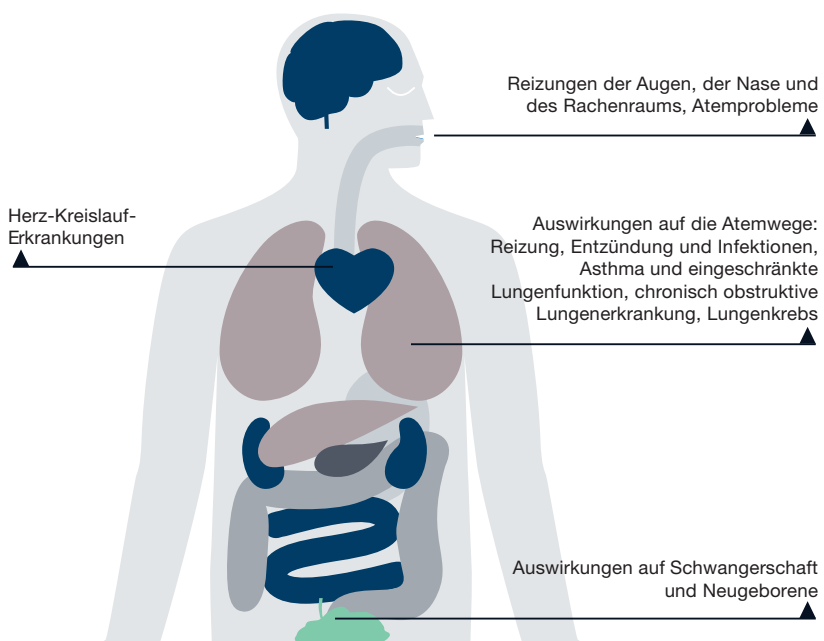 Reizungen der Augen, der Nase und
des Rachenraums, Atemprobleme
Herz-Kreislauf-
Erkrankungen
Auswirkungen auf die Atemwege:
Reizung, Entzündung und Infektionen,
Asthma und eingeschränkte
Lungenfunktion, chronisch obstruktive
Lungenerkrankung, Lungenkrebs
Auswirkungen auf Schwangerschaft
und Neugeborene